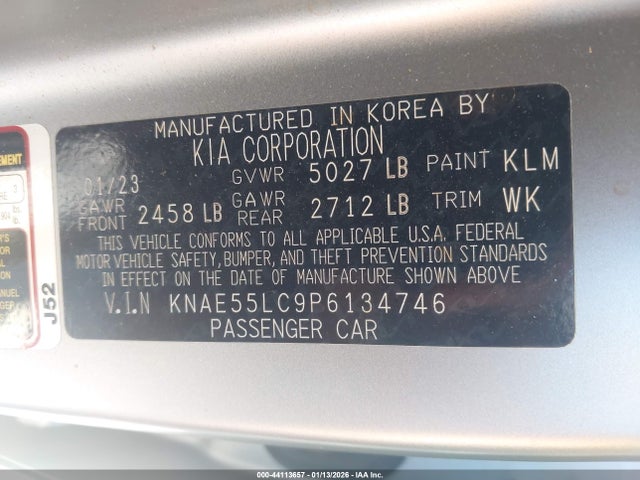 MANUFACTURED IN KOREA BY
KIA CORPORATION
01/23 GVWR 5027 LB PAINT KLM
GAWR FRONT 2458 LB GAWR REAR 2712 LB TRIM WK
THIS VEHICLE CONFORMS TO ALL APPLICABLE U.S.A. FEDERAL
MOTOR VEHICLE SAFETY, BUMPER, AND THEFT PREVENTION STANDARDS
IN EFFECT ON THE DATE OF MANUFACTURE SHOWN ABOVE
V.I.N KNAE55LC9P6134746
PASSENGER CAR
J52
© 2000-44113657 - 01/13/2026 - IAA Inc.